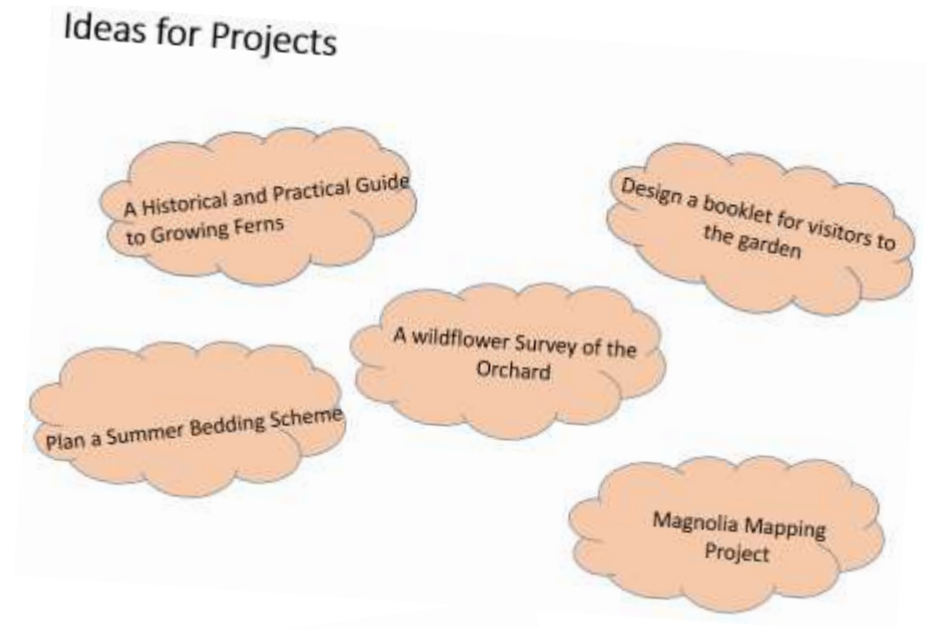 Ideas for Projects
A Historical and Practical Guide
to Growing Ferns
Design a booklet for visitors to
the garden
A wildflower Survey of the
Orchard
Plan a Summer Bedding Scheme
Magnolia Mapping
Project